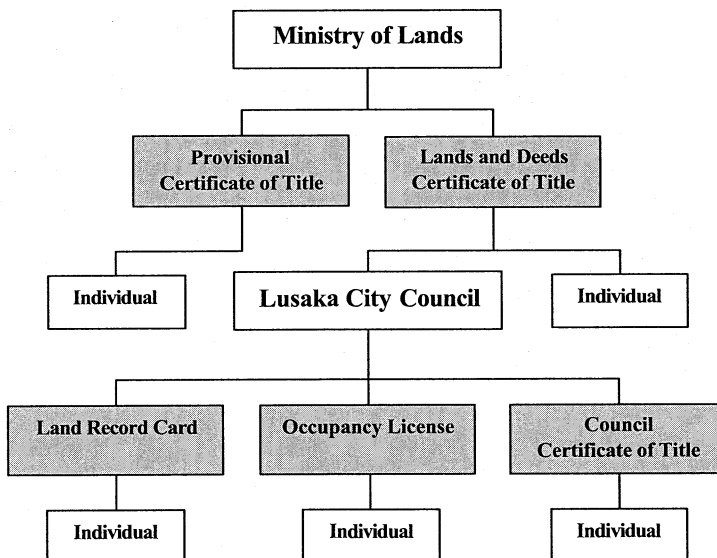 Ministry of Lands
Provisional
Certificate of Title
Lands and Deeds
Certificate of Title
Individual
Lusaka City Council
Individual
Land Record Card
Occupancy License
Council
Certificate of Title
Individual
Individual
Individual